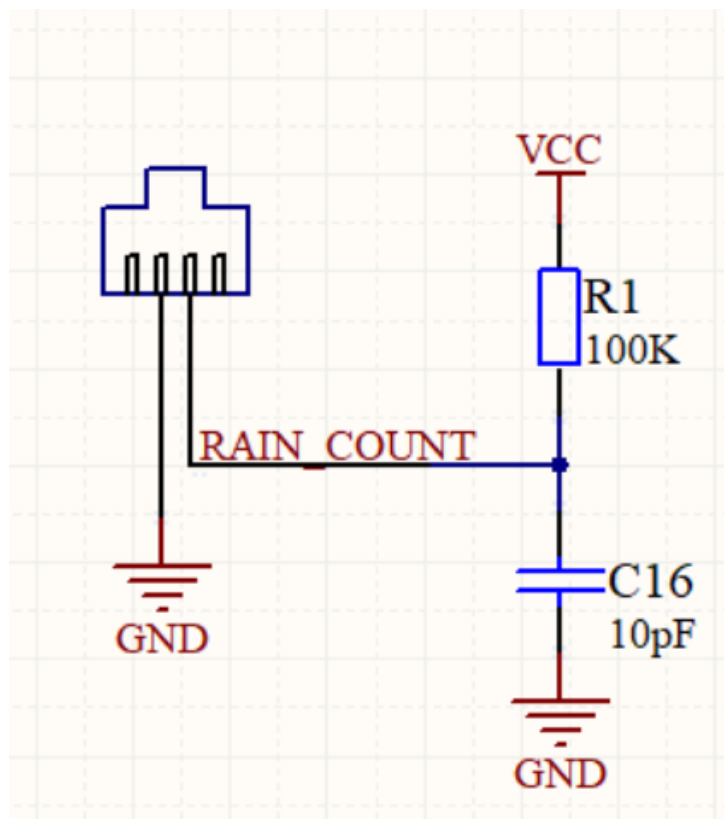 VCC
R1
100K
RAIN_COUNT
C16
10pF
GND
GND